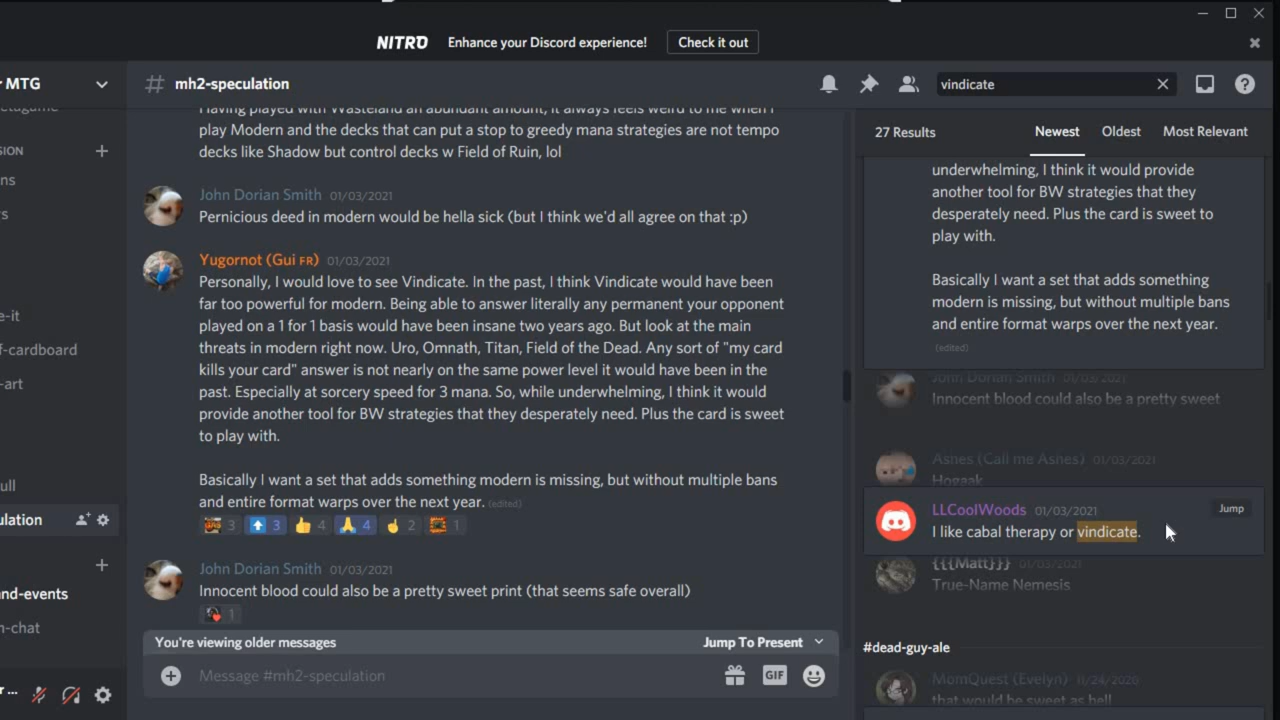 NITRO Enhance your Discord experience! Check it out
MTG
# mh2-speculation
vindicate
SION
ns
s
e-it
f-cardboard
-art
ull
ulation
nd-events
n-chat
...
Having played with Wasteland an abundant amount, it always feels weird to me when I
play Modern and the decks that can put a stop to greedy mana strategies are not tempo
decks like Shadow but control decks w Field of Ruin, lol
John Dorian Smith 01/03/2021
Pernicious deed in modern would be hella sick (but I think we'd all agree on that :p)
Yugornot (Gui FR) 01/03/2021
Personally, I would love to see Vindicate. In the past, I think Vindicate would have been
far too powerful for modern. Being able to answer literally any permanent your opponent
played on a 1 for 1 basis would have been insane two years ago. But look at the main
threats in modern right now. Uro, Omnath, Titan, Field of the Dead. Any sort of "my card
kills your card" answer is not nearly on the same power level it would have been in the
past. Especially at sorcery speed for 3 mana. So, while underwhelming, I think it would
provide another tool for BW strategies that they desperately need. Plus the card is sweet
to play with.
Basically I want a set that adds something modern is missing, but without multiple bans
and entire format warps over the next year. (edited)
3 3 4 4 2 1
John Dorian Smith 01/03/2021
Innocent blood could also be a pretty sweet print (that seems safe overall)
1
You're viewing older messages Jump To Present
Message #mh2-speculation GIF
27 Results Newest Oldest Most Relevant
underwhelming, I think it would
provide
another tool for BW strategies that they
desperately need. Plus the card is sweet to
play with.
Basically I want a set that adds something
modern is missing, but without multiple bans
and entire format warps over the next year.
(edited)
John Dorian Smith 01/03/2021
Innocent blood could also be a pretty sweet
Ashes (Call me Ashes) 01/03/2021
Hogaak
LLCoolWoods 01/03/2021 Jump
I like cabal therapy or vindicate.
{{{Matt}}} 01/03/2021
True-Name Nemesis
#dead-guy-ale
MomQuest (Evelyn) 11/24/2020
that would be sweet as hell